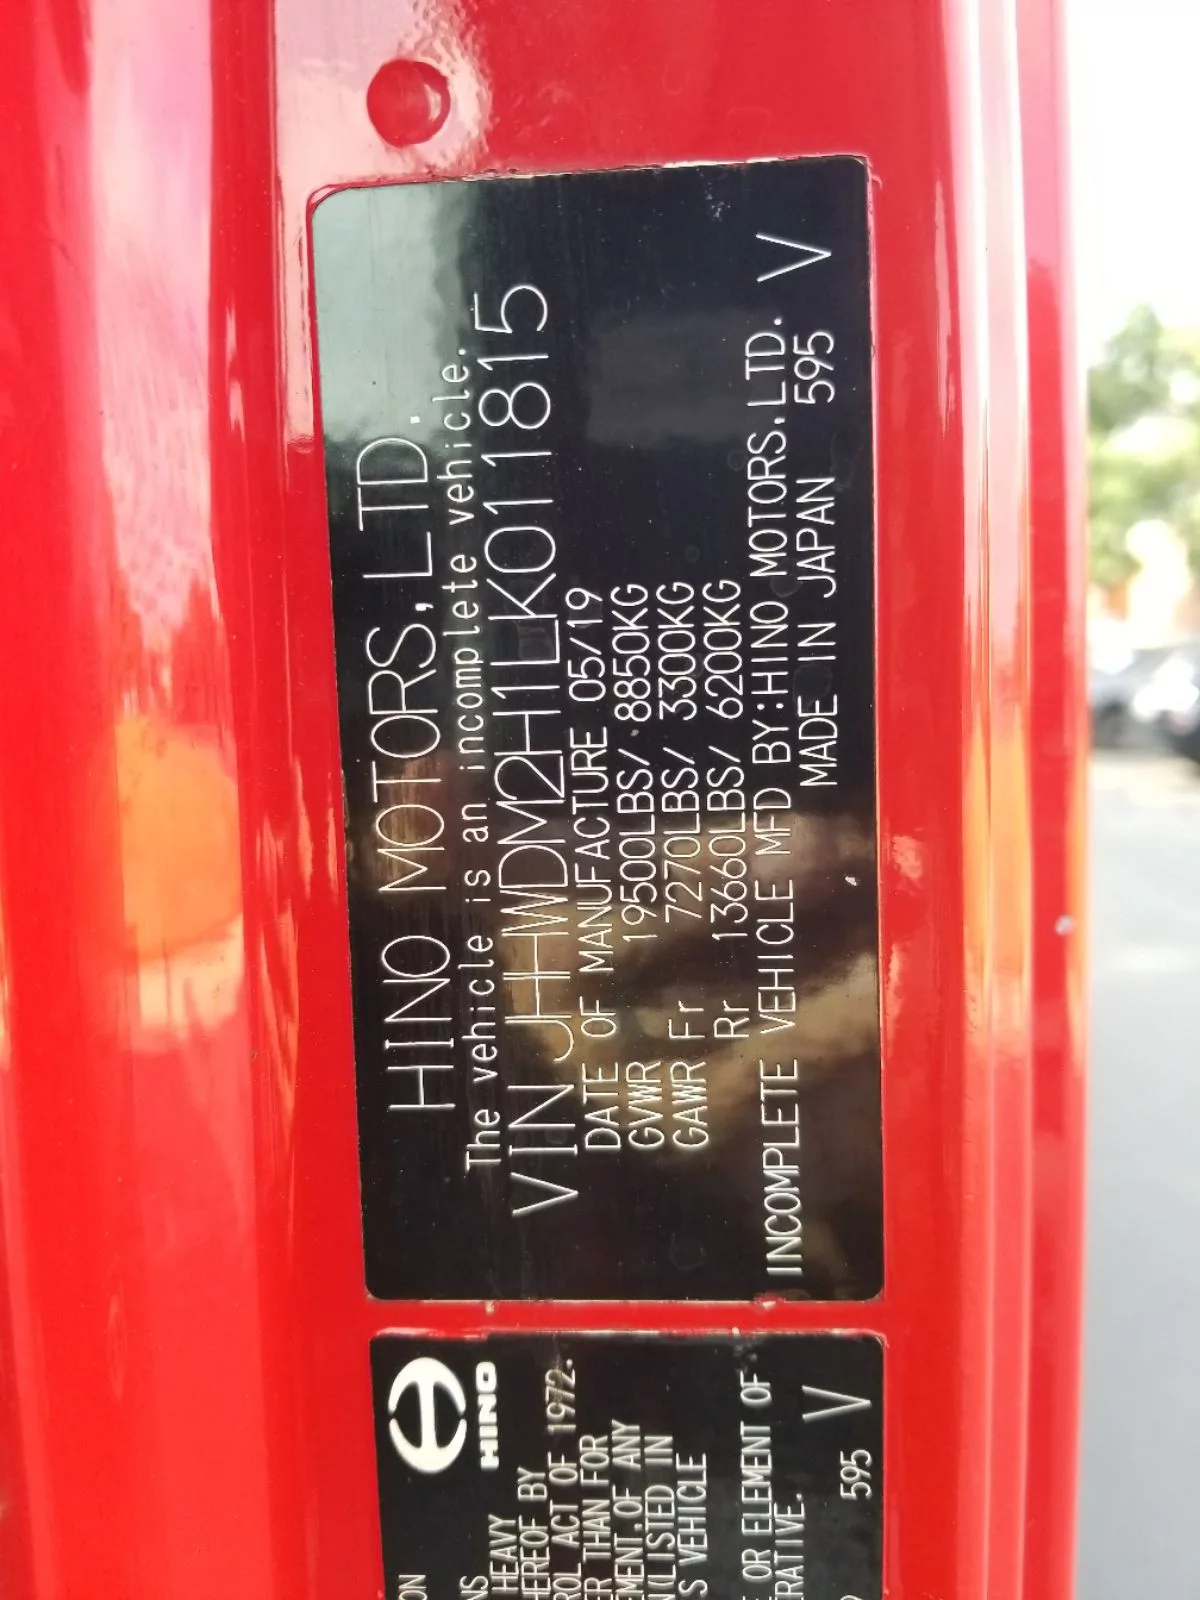 HINO MOTORS,LTD.
The vehicle is an incomplete vehicle.
VIN JHHWDM2H1LK011815
DATE OF MANUFACTURE 05/19
GVWR 19500LBS/ 8850KG
GAWR Fr 7270LBS/ 3300KG
Rr 13660LBS/ 6200KG
INCOMPLETE VEHICLE MFD BY:HINO MOTORS,LTD.
MADE IN JAPAN 595 V
HINO
ON
NS
HEAVY
HEREOF BY
ROL ACT OF 1972.
ER THAN FOR
EMENT.OF ANY
N(LISTED IN
S VEHICLE
OR ELEMENT OF
ERATIVE. V
595